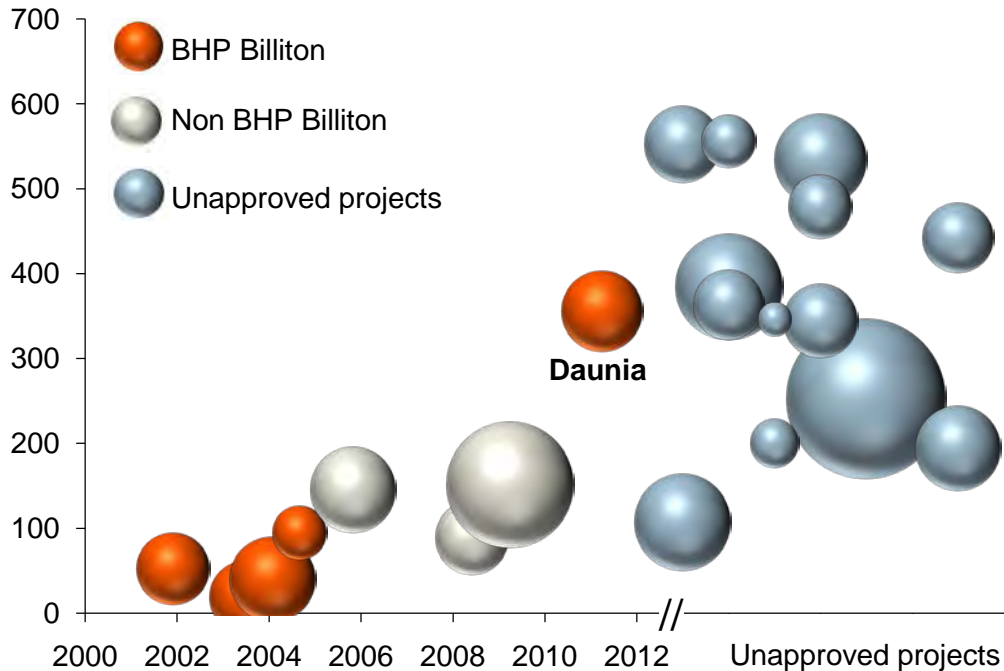 700
BHP Billiton
600
Non BHP Billiton
500
Unapproved projects
400
300
Daunia
200
100
0
2000 2002 2004 2006 2008 2010 2012 // Unapproved projects